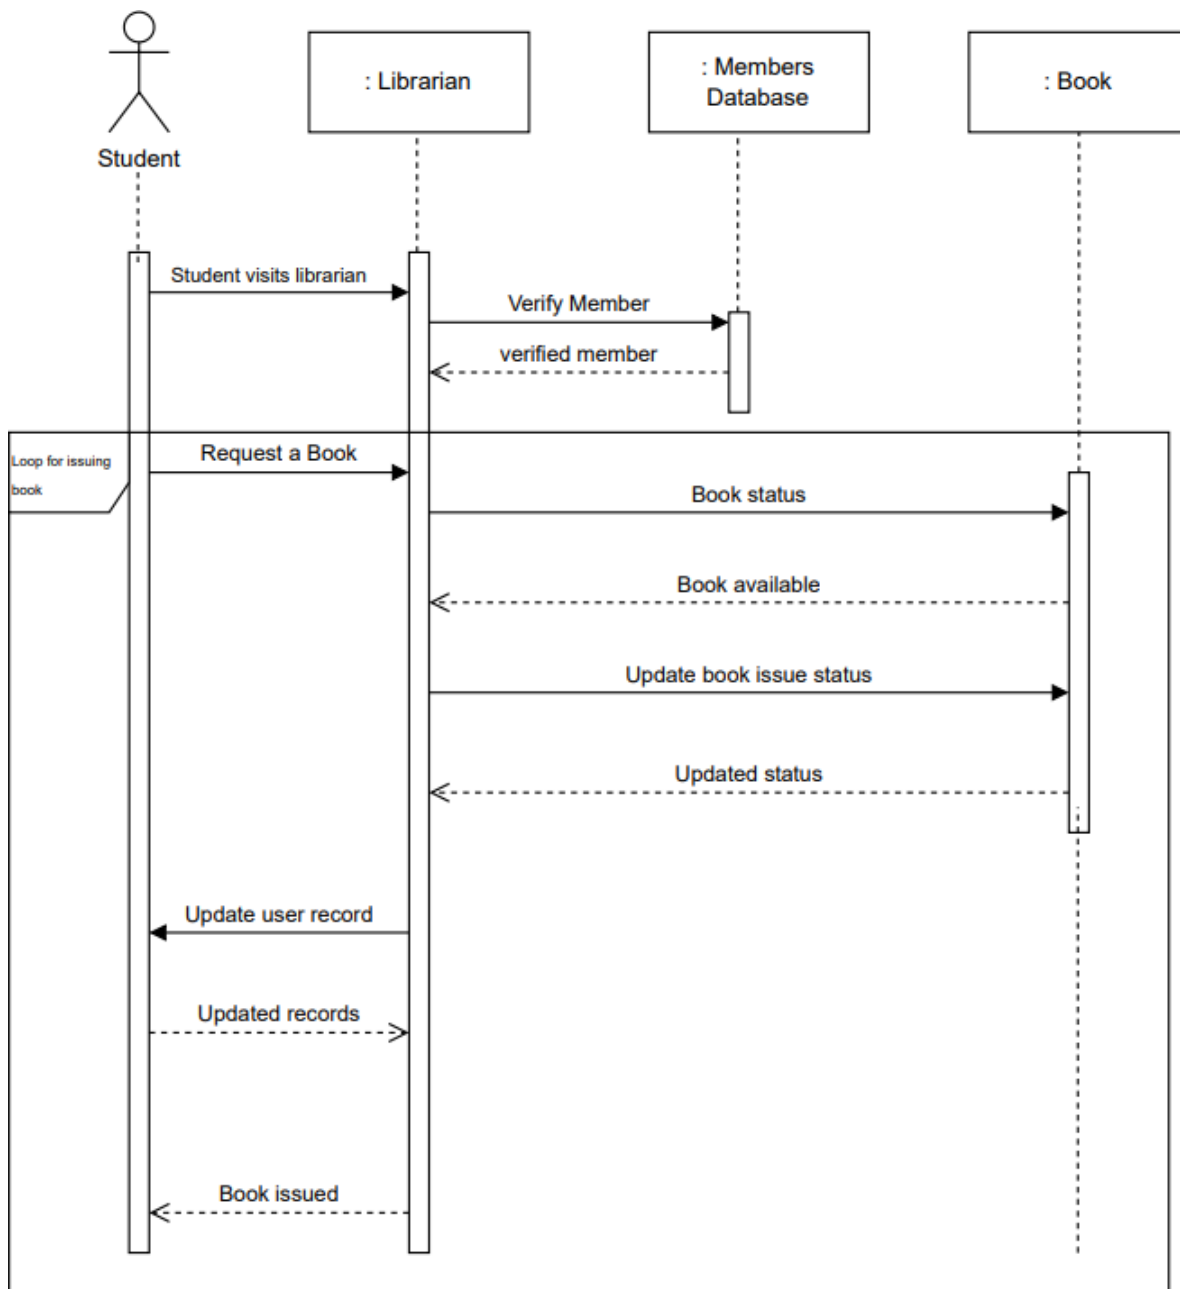 : Librarian
: Members
Database
: Book
Student
Student visits librarian
Verify Member
verified member
Loop for issuing
book
Request a Book
Book status
Book available
Update book issue status
Updated status
Update user record
Updated records
Book issued